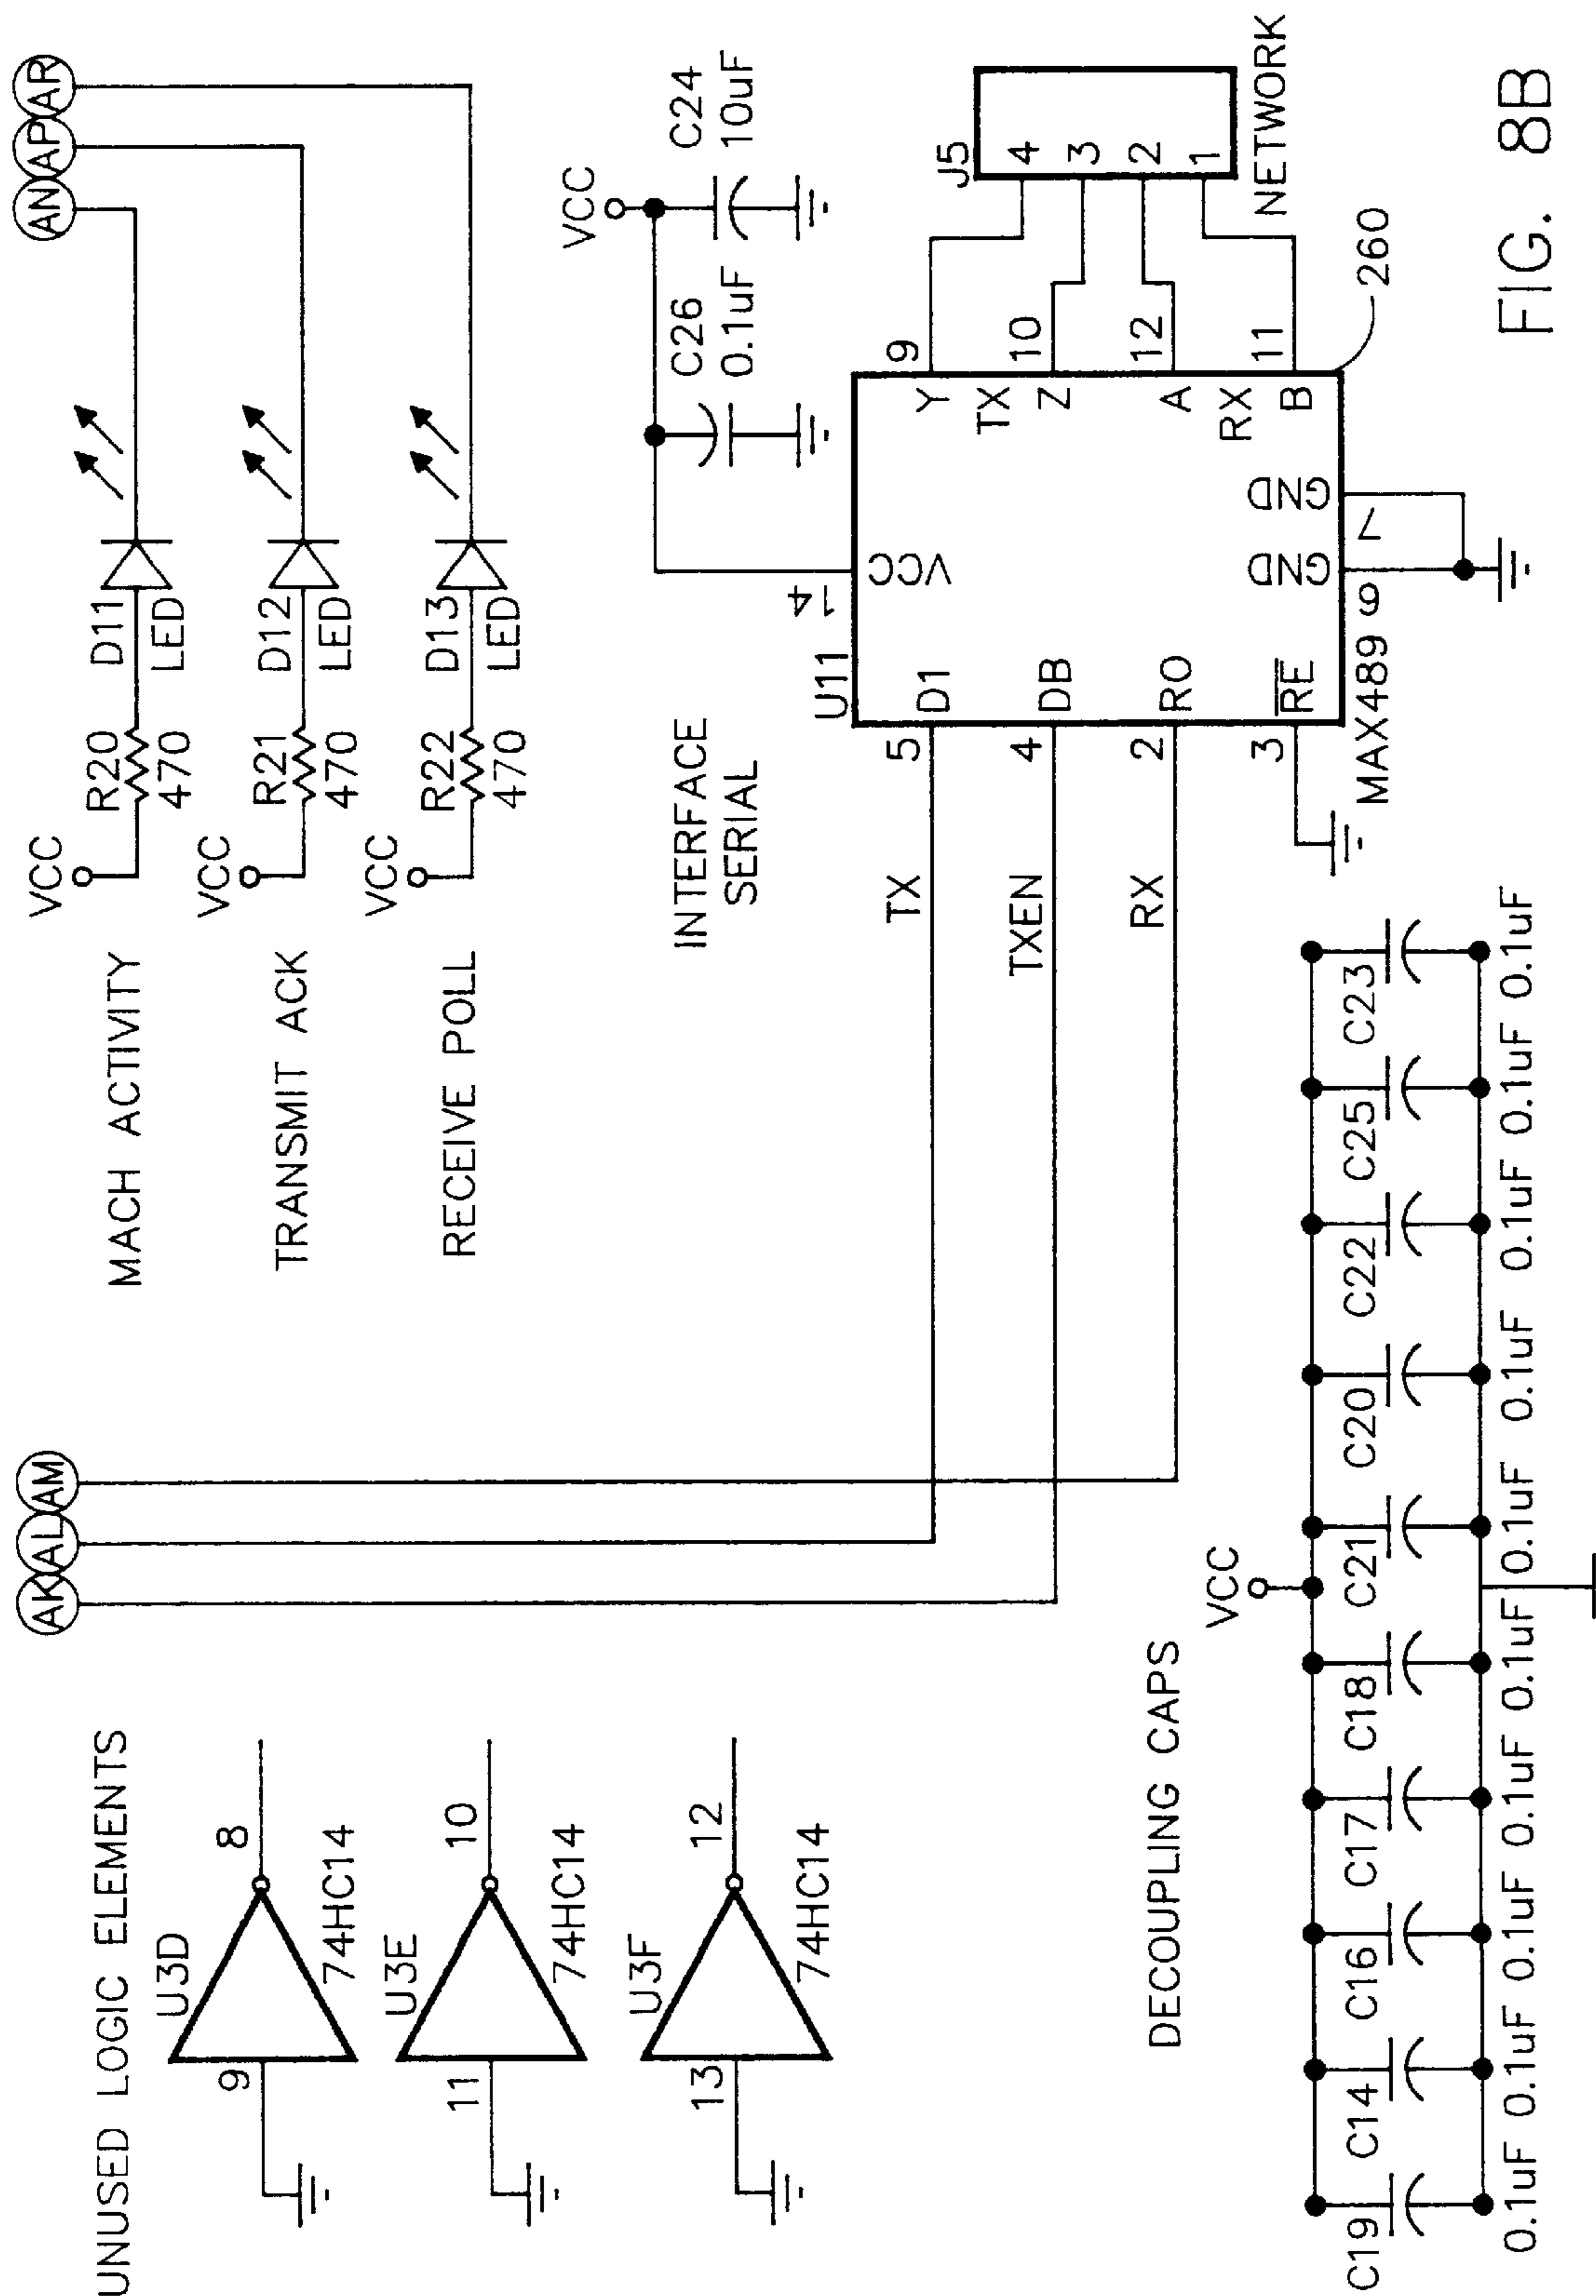 AK AL AM
AN AP AR
UNUSED LOGIC ELEMENTS
U3D
9
8
74HC14
U3E
11
10
74HC14
U3F
13
12
74HC14
MACH ACTIVITY
VCC
R20
470
D11
LED
TRANSMIT ACK
VCC
R21
470
D12
LED
RECEIVE POLL
VCC
R22
470
D13
LED
INTERFACE
SERIAL
VCC
C26
0.1uF
C24
10uF
TX
TXEN
RX
U11
14
VCC
5
D1
4
DB
2
RO
3
RE
Y
9
TX
Z
10
A
12
RX
B
11
GND
GND
6
7
MAX489
J5
4
3
2
1
NETWORK
260
DECOUPLING CAPS
VCC
C19 C14 C16 C17 C18 C21 C20 C22 C25 C23
0.1uF 0.1uF 0.1uF 0.1uF 0.1uF 0.1uF 0.1uF 0.1uF 0.1uF 0.1uF
FIG. 8B